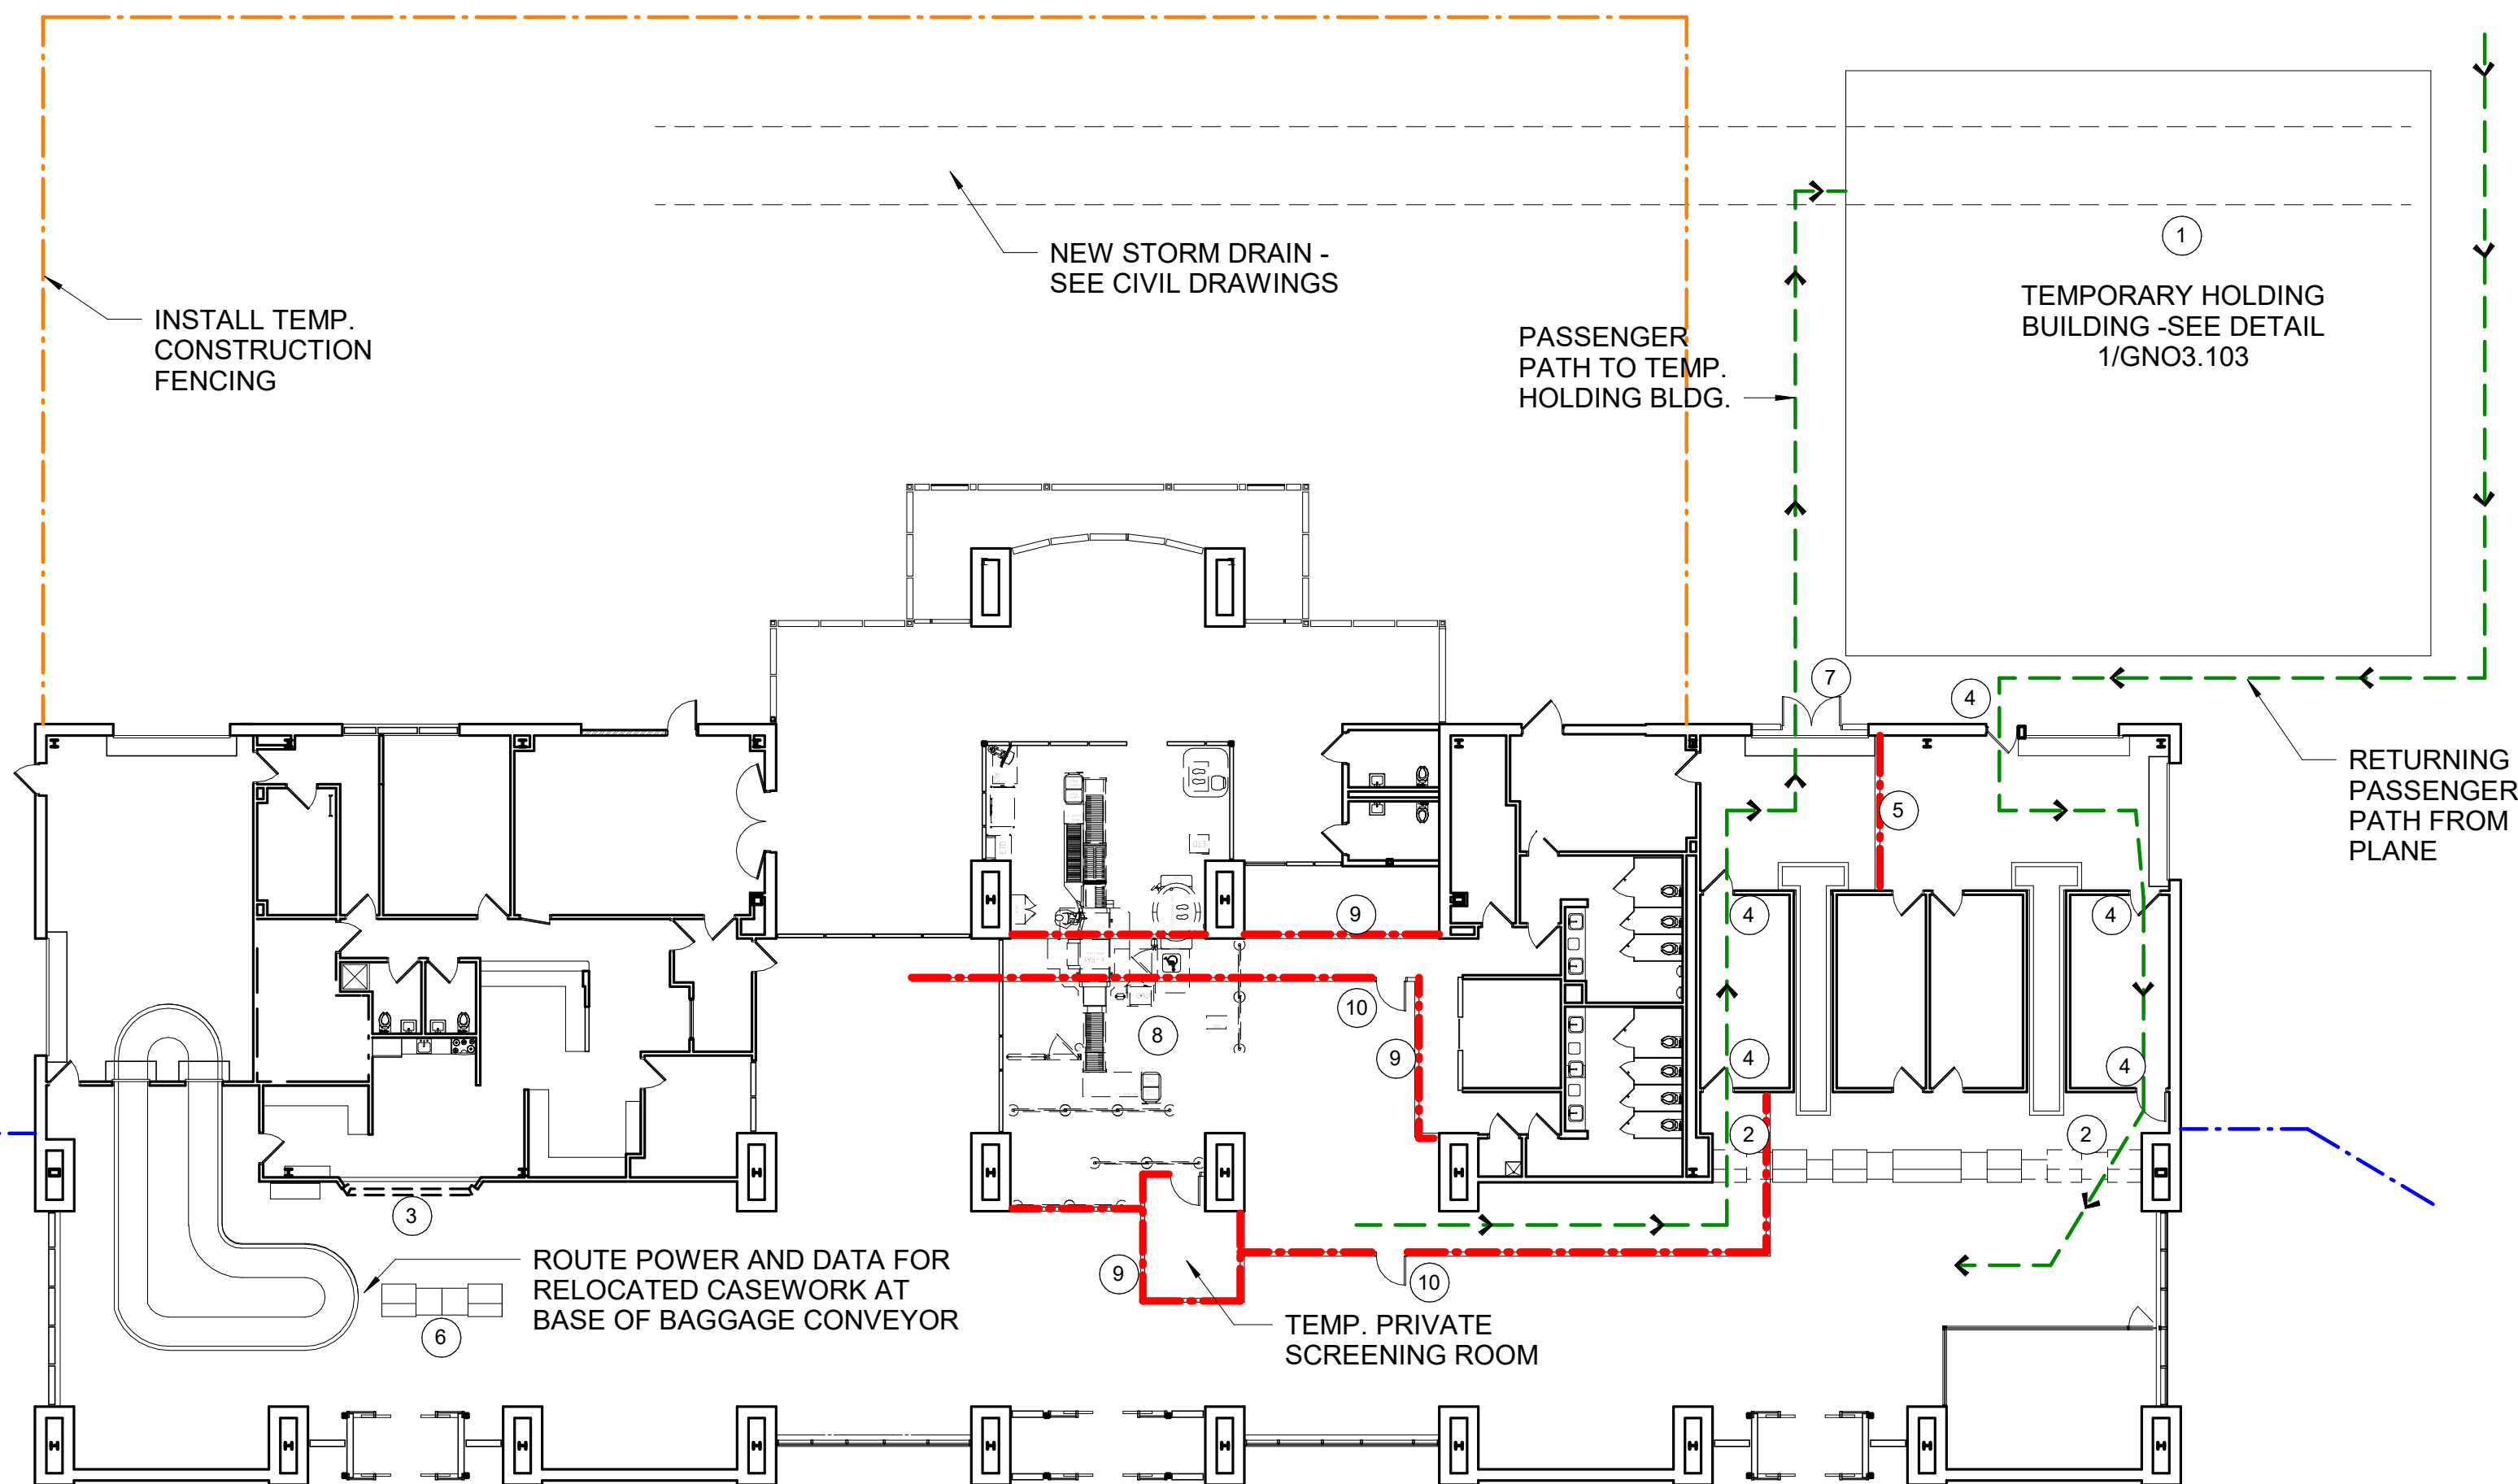 1
TEMPORARY HOLDING
BUILDING -SEE DETAIL
1/GNO3.103
NEW STORM DRAIN -
SEE CIVIL DRAWINGS
INSTALL TEMP.
CONSTRUCTION
FENCING
PASSENGER
PATH TO TEMP.
HOLDING BLDG.
7
4
RETURNING
PASSENGER
PATH FROM
PLANE
5
9
4
4
10
8
9
4
4
2
2
3
ROUTE POWER AND DATA FOR
RELOCATED CASEWORK AT
BASE OF BAGGAGE CONVEYOR
6
9
10
TEMP. PRIVATE
SCREENING ROOM
ETD